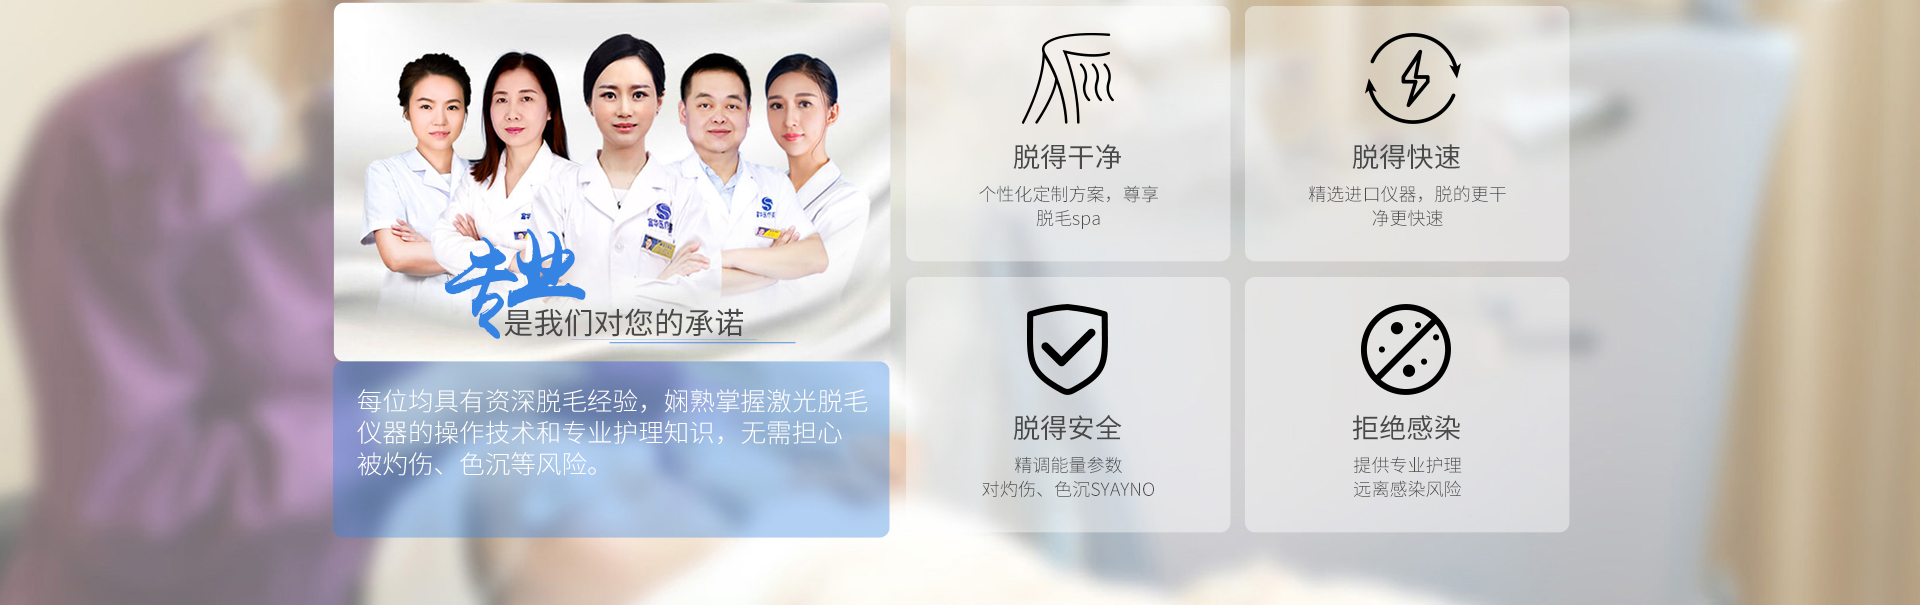 富华医疗
专业
是我们对您的承诺
每位均具有资深脱毛经验，娴熟掌握激光脱毛
仪器的操作技术和专业护理知识，无需担心
被灼伤、色沉等风险。
脱得干净
个性化定制方案，尊享
脱毛spa
脱得快速
精选进口仪器，脱的更干
净更快速
脱得安全
精调能量参数
对灼伤、色沉SYAYNO
拒绝感染
提供专业护理
远离感染风险